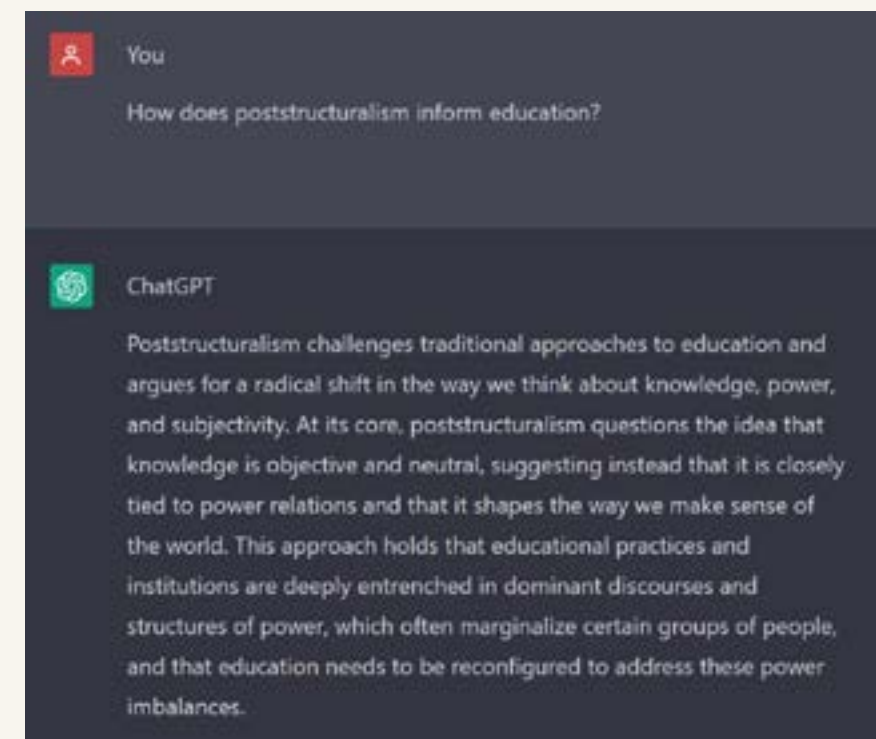 You
How does poststructuralism inform education?
ChatGPT
Poststructuralism challenges traditional approaches to education and
argues for a radical shift in the way we think about knowledge, power,
and subjectivity. At its core, poststructuralism questions the idea that
knowledge is objective and neutral, suggesting instead that it is closely
tied to power relations and that it shapes the way we make sense of
the world. This approach holds that educational practices and
institutions are deeply entrenched in dominant discourses and
structures of power, which often marginalize certain groups of people,
and that education needs to be reconfigured to address these power
imbalances.